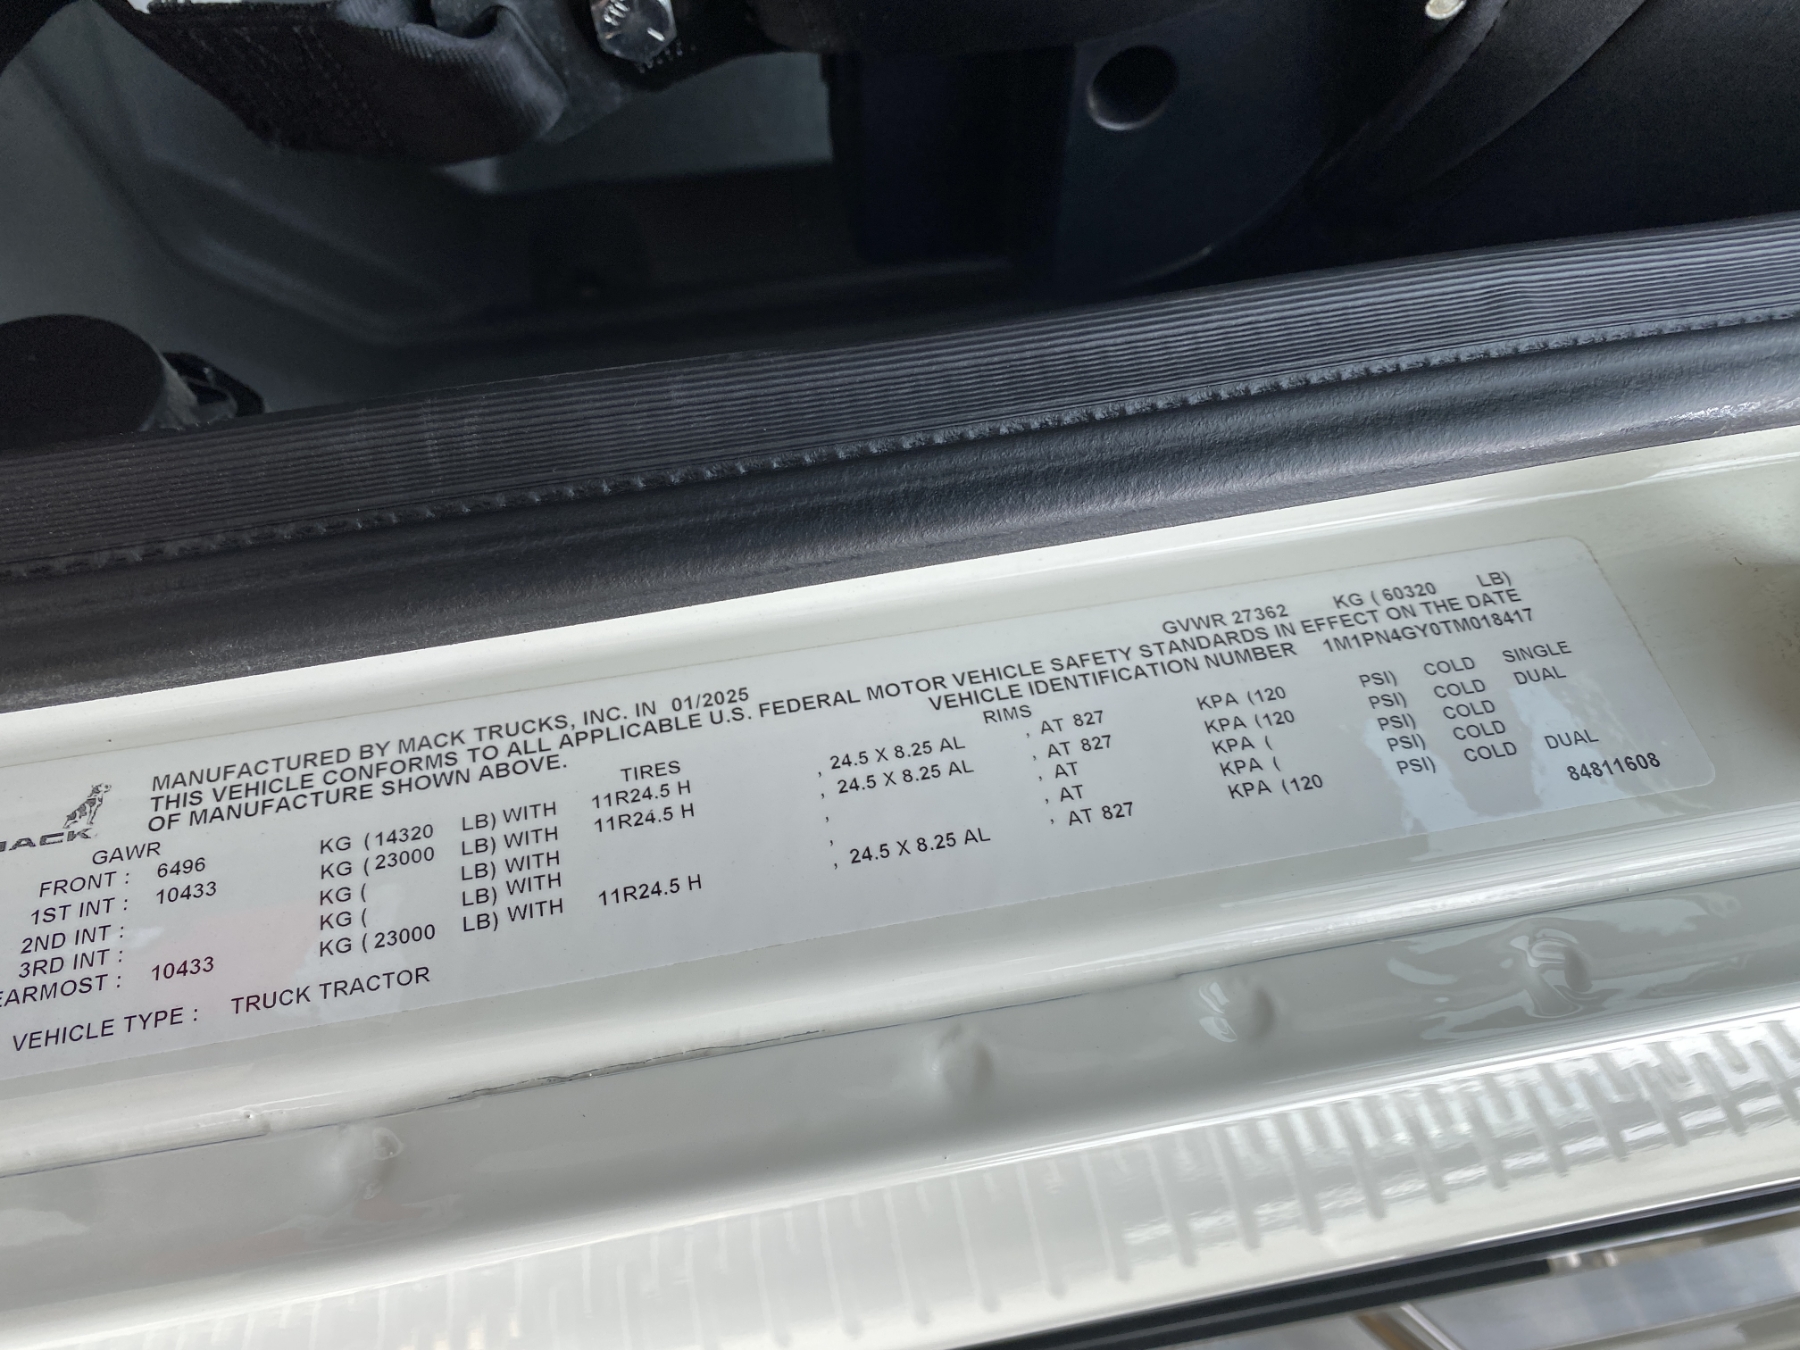 GVWR 27362 KG ( 60320 LB)
MANUFACTURED BY MACK TRUCKS, INC. IN 01/2025
THIS VEHICLE CONFORMS TO ALL APPLICABLE U.S. FEDERAL MOTOR VEHICLE SAFETY STANDARDS IN EFFECT ON THE DATE
OF MANUFACTURE SHOWN ABOVE. VEHICLE IDENTIFICATION NUMBER 1M1PN4GY0TM018417
MACK
GAWR TIRES RIMS
FRONT : 6496 KG ( 14320 LB) WITH 11R24.5 H , 24.5 X 8.25 AL , AT 827 KPA (120 PSI) COLD SINGLE
1ST INT : 10433 KG ( 23000 LB) WITH 11R24.5 H , 24.5 X 8.25 AL , AT 827 KPA (120 PSI) COLD DUAL
2ND INT : KG ( LB) WITH , , AT KPA ( PSI) COLD
3RD INT : KG ( LB) WITH , , AT KPA ( PSI) COLD
EARMOST : 10433 KG ( 23000 LB) WITH 11R24.5 H , 24.5 X 8.25 AL , AT 827 KPA (120 PSI) COLD DUAL
VEHICLE TYPE : TRUCK TRACTOR
84811608